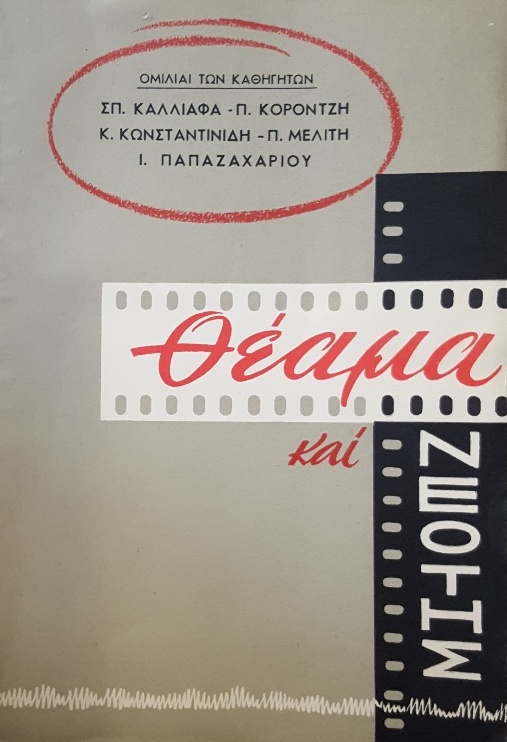 ΟΜΙΛΙΑΙ ΤΩΝ ΚΑΘΗΓΗΤΩΝ
ΣΠ. ΚΑΛΛΙΑΦΑ - Π. ΚΟΡΟΝΤΖΗ
Κ. ΚΩΝΣΤΑΝΤΙΝΙΔΗ - Π. ΜΕΛΙΤΗ
Ι. ΠΑΠΑΖΑΧΑΡΙΟΥ
Θέαμα
καί
ΝΕΟΤΗΣ